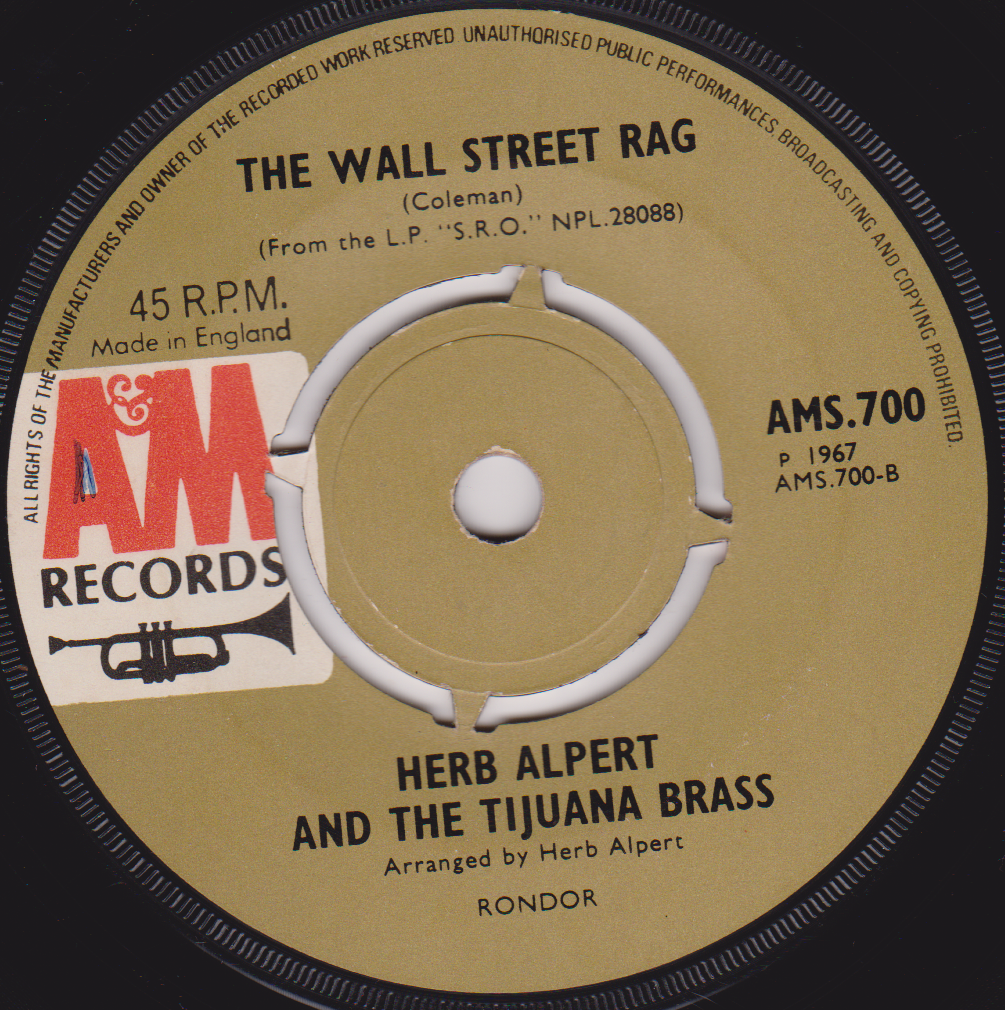 ALL RIGHTS OF THE MANUFACTURERS AND OWNER OF THE RECORDED WORK RESERVED UNAUTHORISED PUBLIC PERFORMANCES, BROADCASTING AND COPYING PROHIBITED.
THE WALL STREET RAG
(Coleman)
(From the L.P. "S.R.O." NPL.28088)
45 R.P.M.
Made in England
A&M
RECORDS
AMS.700
P 1967
AMS.700-B
HERB ALPERT
AND THE TIJUANA BRASS
Arranged by Herb Alpert
RONDOR